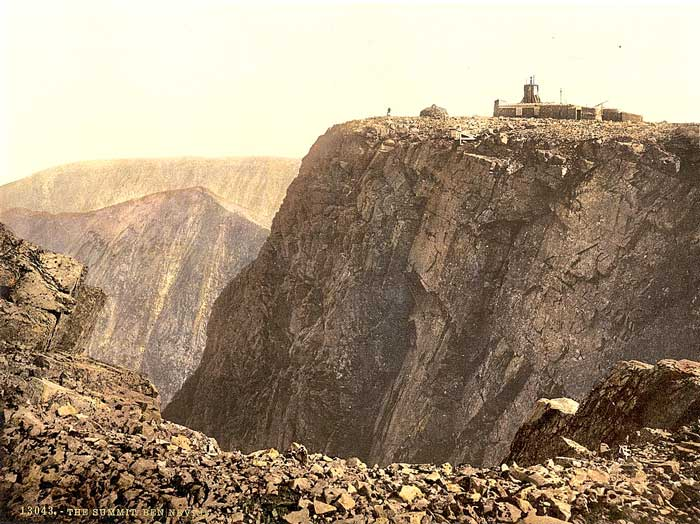 13043. - THE SUMMIT, BEN NEVIS.